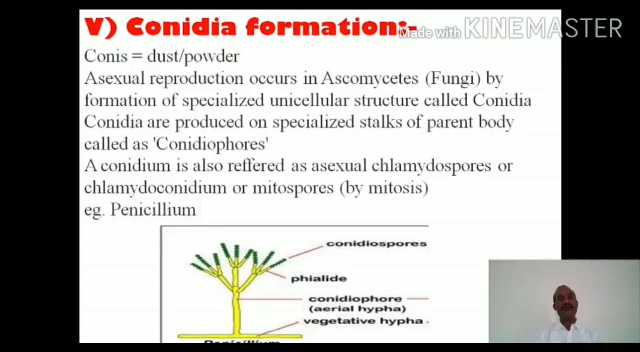 V) Conidia formation:-
Made with KINEMASTER
Conis = dust/powder
Asexual reproduction occurs in Ascomycetes (Fungi) by
formation of specialized unicellular structure called Conidia
Conidia are produced on specialized stalks of parent body
called as 'Conidiophores'
A conidium is also reffered as asexual chlamydospores or
chlamydoconidium or mitospores (by mitosis)
eg. Penicillium
conidiospores
phialide
conidiophore
(aerial hypha)
vegetative hypha
Penicillium